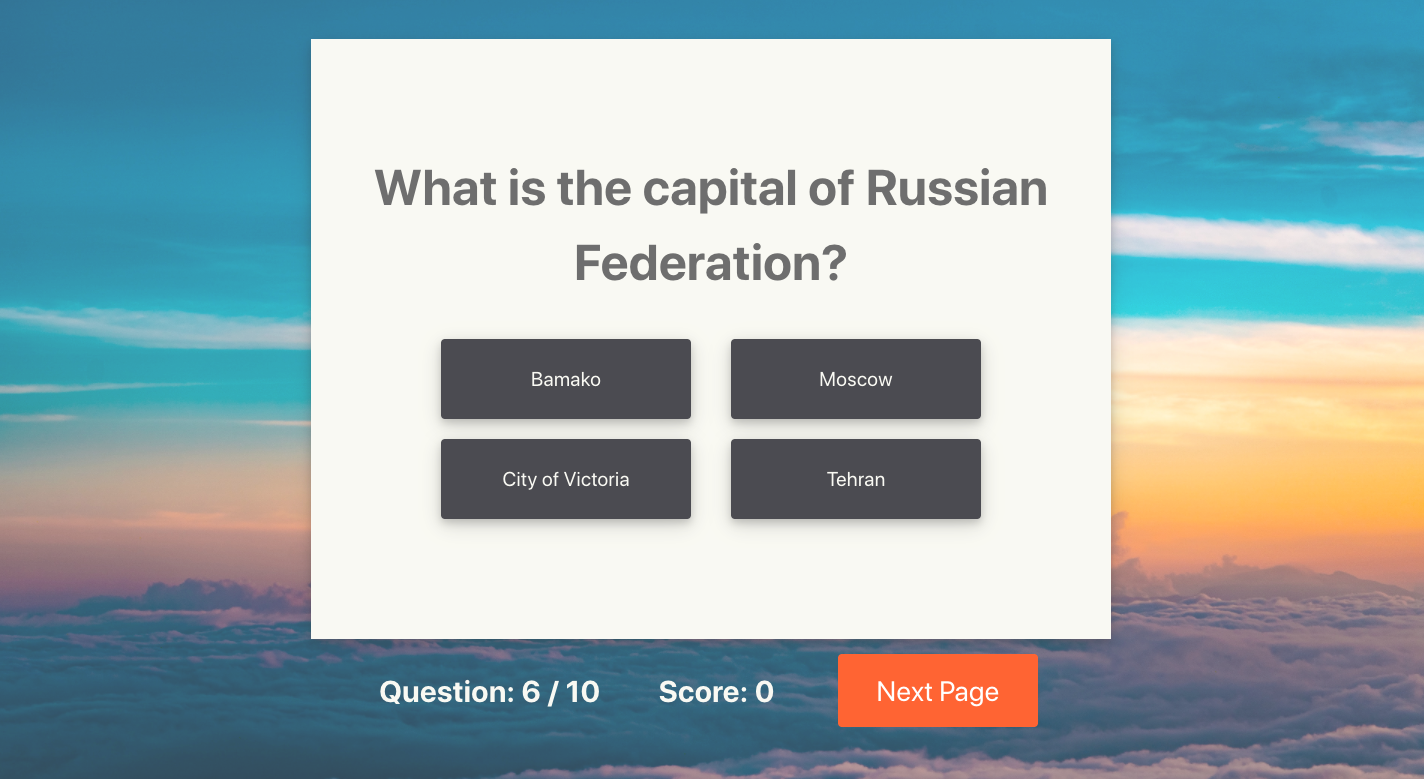 What is the capital of Russian
Federation?
Bamako
Moscow
City of Victoria
Tehran
Question: 6 / 10
Score: 0
Next Page